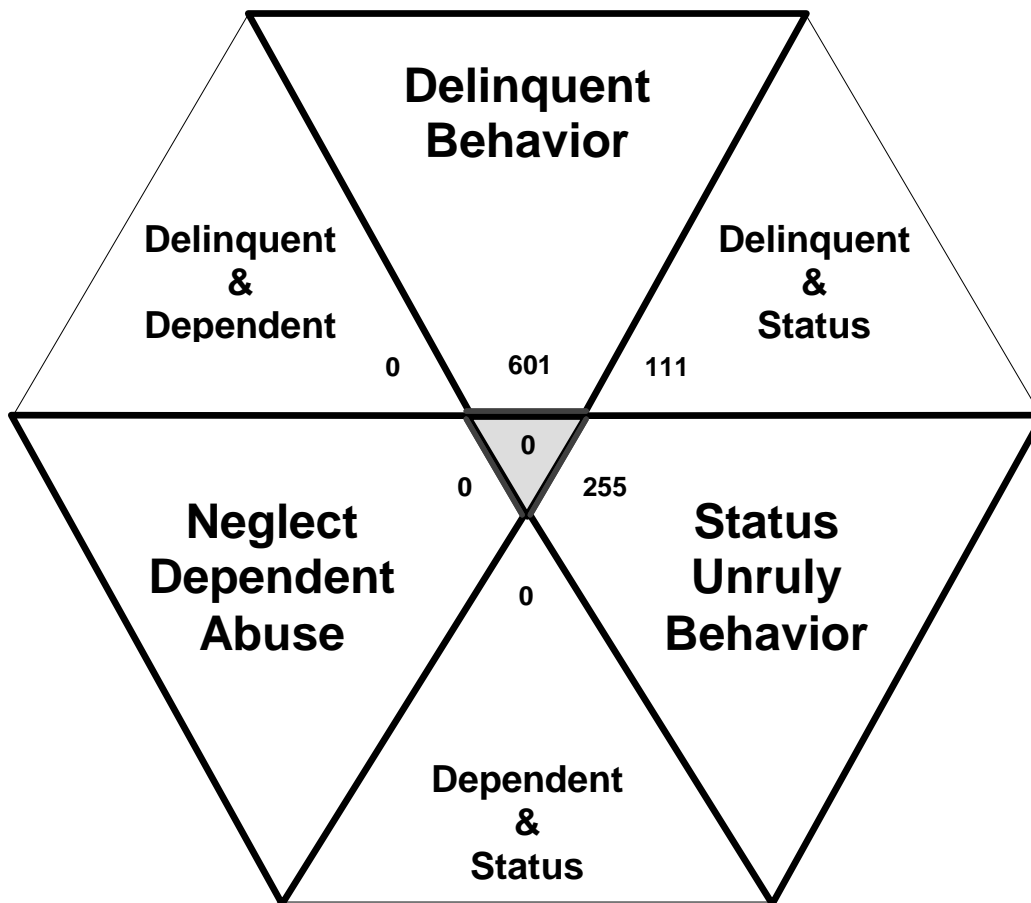 Delinquent
Behavior
Delinquent
&
Dependent
Delinquent
&
Status
0
601
111
0
0
255
Neglect
Dependent
Abuse
Status
Unruly
Behavior
0
Dependent
&
Status